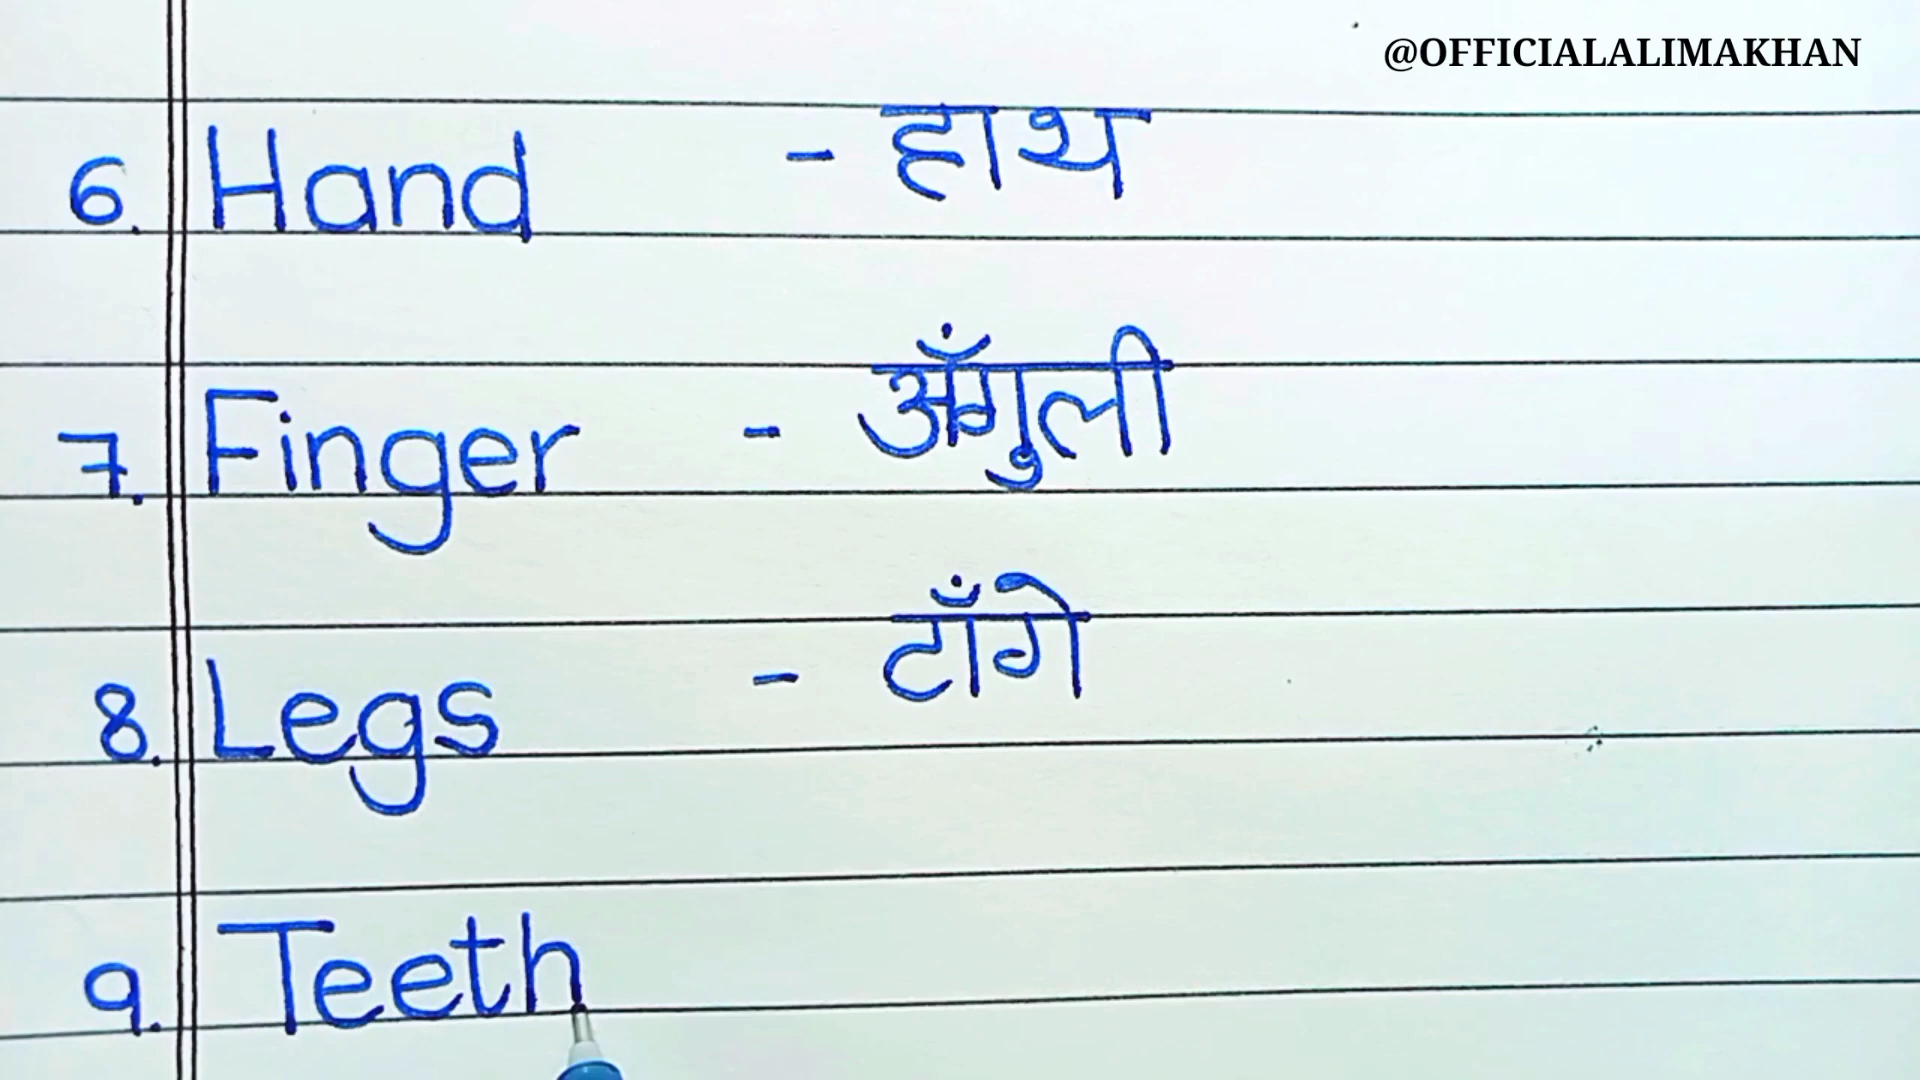 @OFFICIALALIMAKHAN
6. Hand - हाथ
7. Finger - अँगुली
8. Legs - टाँगे
9. Teeth